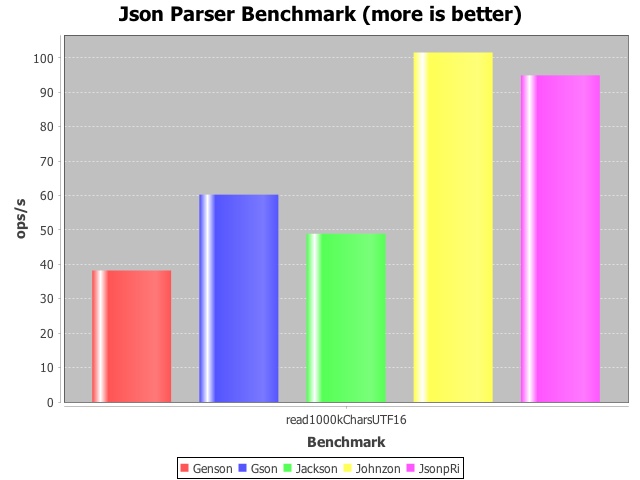 Json Parser Benchmark (more is better)
100
90
80
70
60
50
40
30
20
10
0
ops/s
read1000kCharsUTF16
Benchmark
Genson Gson Jackson Johnzon JsonpRi